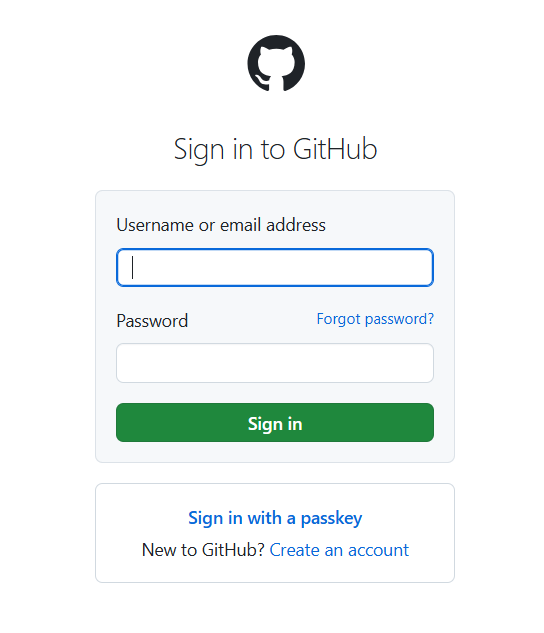 Sign in to GitHub
Username or email address
Password Forgot password?
Sign in
Sign in with a passkey
New to GitHub? Create an account